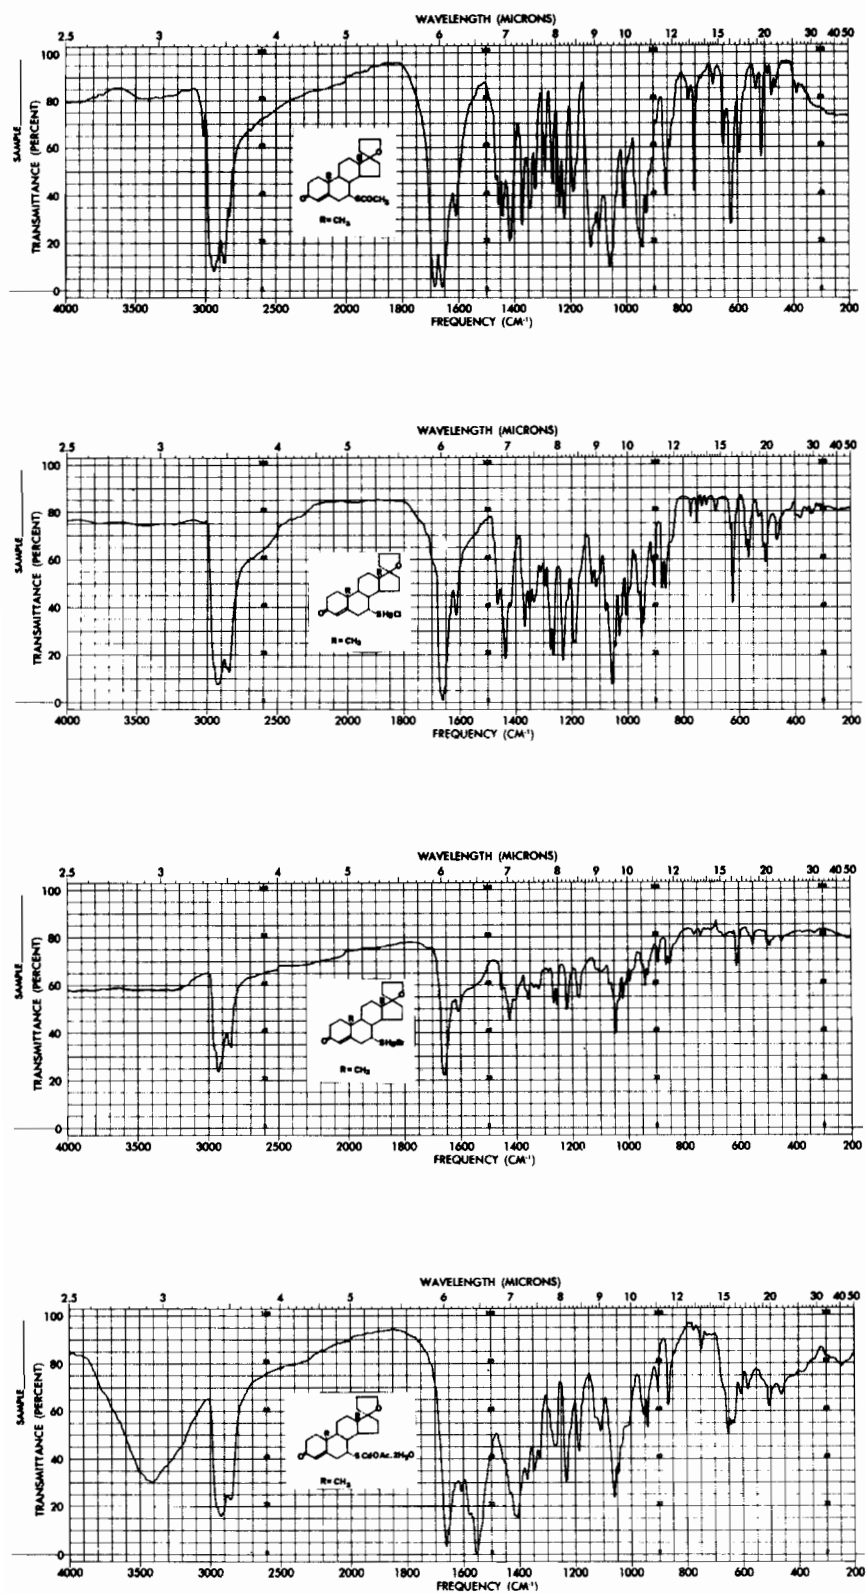 WAVELENGTH (MICRONS)
2.5 3 4 5 6 7 8 9 10 12 15 20 30 40 50
SAMPLE
TRANSMITTANCE (PERCENT)
100
80
60
40
20
0
O
R
O
SCOCH₃
R = CH₃
4000 3500 3000 2500 2000 1800 1600 1400 1200 1000 800 600 400 200
FREQUENCY (CM⁻¹)
WAVELENGTH (MICRONS)
2.5 3 4 5 6 7 8 9 10 12 15 20 30 40 50
SAMPLE
TRANSMITTANCE (PERCENT)
100
80
60
40
20
0
O
R
O
SHgCl
R = CH₃
4000 3500 3000 2500 2000 1800 1600 1400 1200 1000 800 600 400 200
FREQUENCY (CM⁻¹)
WAVELENGTH (MICRONS)
2.5 3 4 5 6 7 8 9 10 12 15 20 30 40 50
SAMPLE
TRANSMITTANCE (PERCENT)
100
80
60
40
20
0
O
R
O
SHgBr
R = CH₃
4000 3500 3000 2500 2000 1800 1600 1400 1200 1000 800 600 400 200
FREQUENCY (CM⁻¹)
WAVELENGTH (MICRONS)
2.5 3 4 5 6 7 8 9 10 12 15 20 30 40 50
SAMPLE
TRANSMITTANCE (PERCENT)
100
80
60
40
20
0
O
R
O
SCdOAc.2H₂O
R = CH₃
4000 3500 3000 2500 2000 1800 1600 1400 1200 1000 800 600 400 200
FREQUENCY (CM⁻¹)